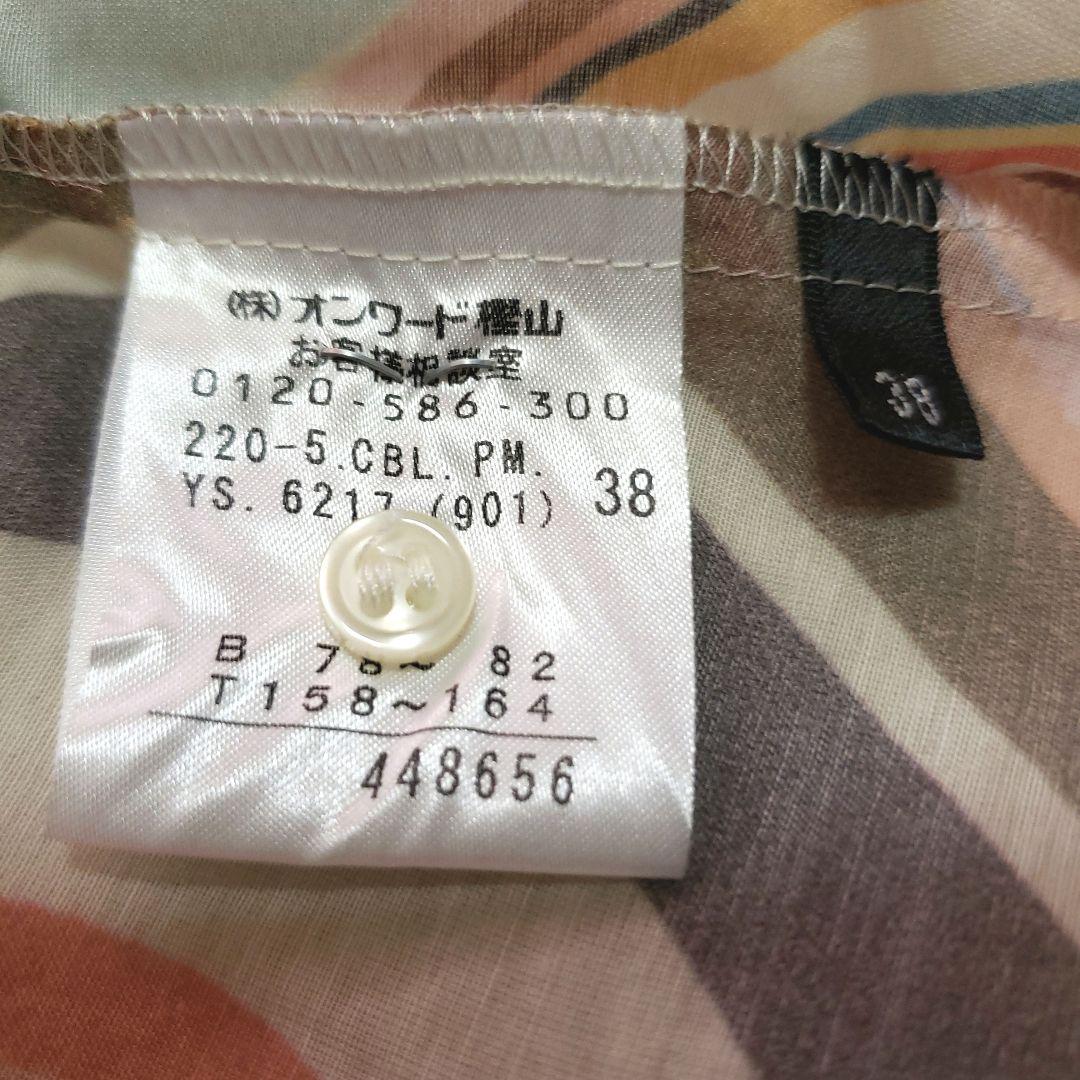 (株)オンワード樫山
お客様相談室
0120-586-300
220-5.CBL.PM.
YS. 6217 (901) 38
B 78~ 82
T 158~164
448656
38